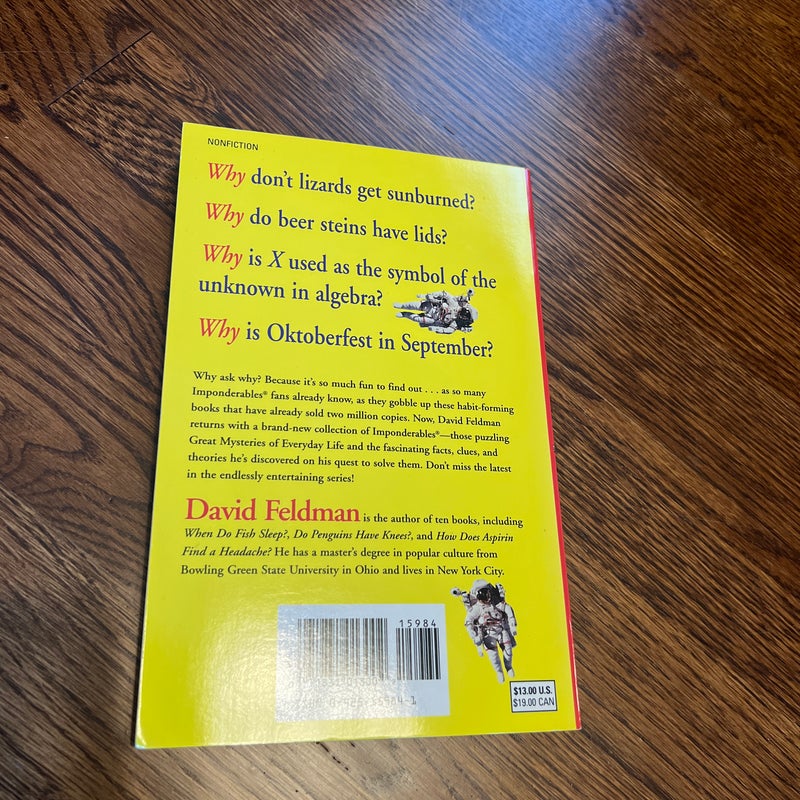 NONFICTION
Why don't lizards get sunburned?
Why do beer steins have lids?
Why is X used as the symbol of the
unknown in algebra?
Why is Oktoberfest in September?
Why ask why? Because it's so much fun to find out . . . as so many
Imponderables® fans already know, as they gobble up these habit-forming
books that have already sold two million copies. Now, David Feldman
returns with a brand-new collection of Imponderables®—those puzzling
Great Mysteries of Everyday Life and the fascinating facts, clues, and
theories he's discovered on his quest to solve them. Don't miss the latest
in the endlessly entertaining series!
David Feldman is the author of ten books, including
When Do Fish Sleep?, Do Penguins Have Knees?, and How Does Aspirin
Find a Headache? He has a master's degree in popular culture from
Bowling Green State University in Ohio and lives in New York City.
15984
$13.00 U.S.
$19.00 CAN